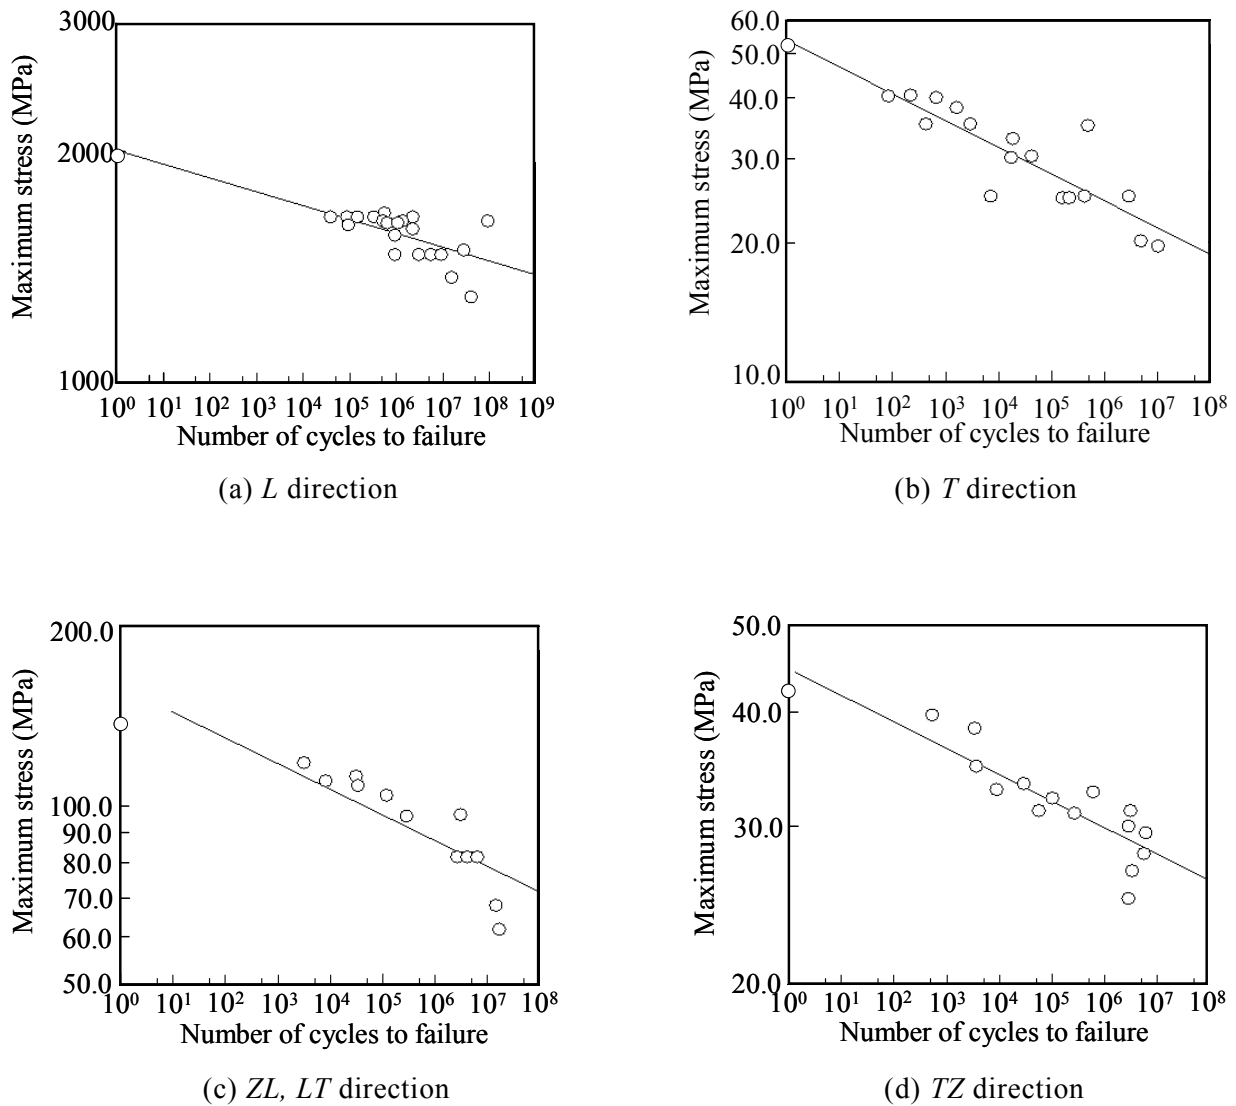 3000
2000
1000
Maximum stress (MPa)
10⁰ 10¹ 10² 10³ 10⁴ 10⁵ 10⁶ 10⁷ 10⁸ 10⁹
Number of cycles to failure
(a) L direction
60.0
50.0
40.0
30.0
20.0
10.0
Maximum stress (MPa)
10⁰ 10¹ 10² 10³ 10⁴ 10⁵ 10⁶ 10⁷ 10⁸
Number of cycles to failure
(b) T direction
200.0
100.0
90.0
80.0
70.0
60.0
50.0
Maximum stress (MPa)
10⁰ 10¹ 10² 10³ 10⁴ 10⁵ 10⁶ 10⁷ 10⁸
Number of cycles to failure
(c) ZL, LT direction
50.0
40.0
30.0
20.0
Maximum stress (MPa)
10⁰ 10¹ 10² 10³ 10⁴ 10⁵ 10⁶ 10⁷ 10⁸
Number of cycles to failure
(d) TZ direction